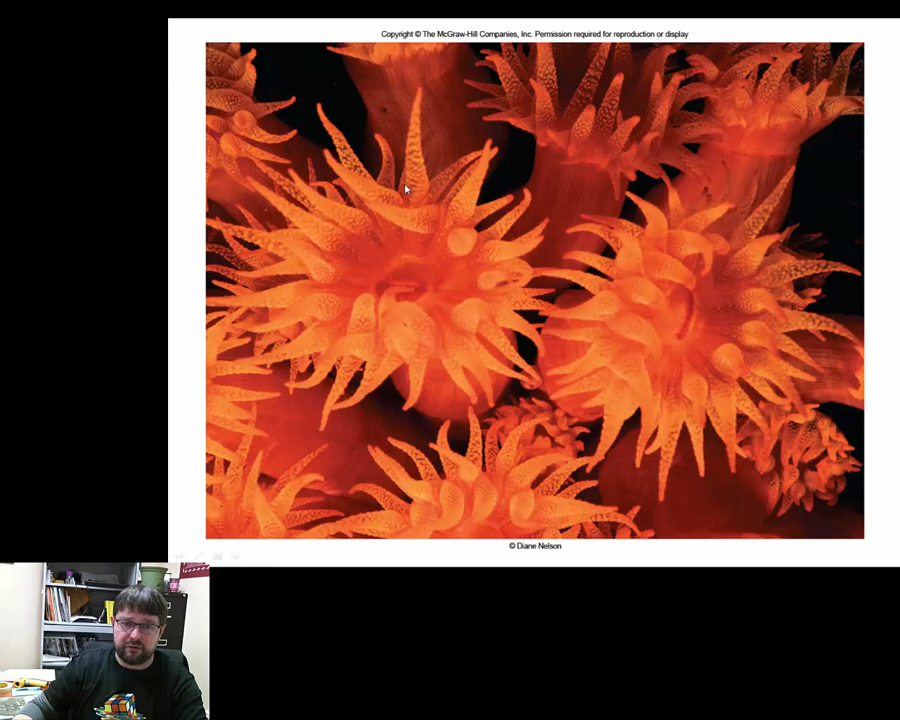 Copyright © The McGraw-Hill Companies, Inc. Permission required for reproduction or display
© Diane Nelson